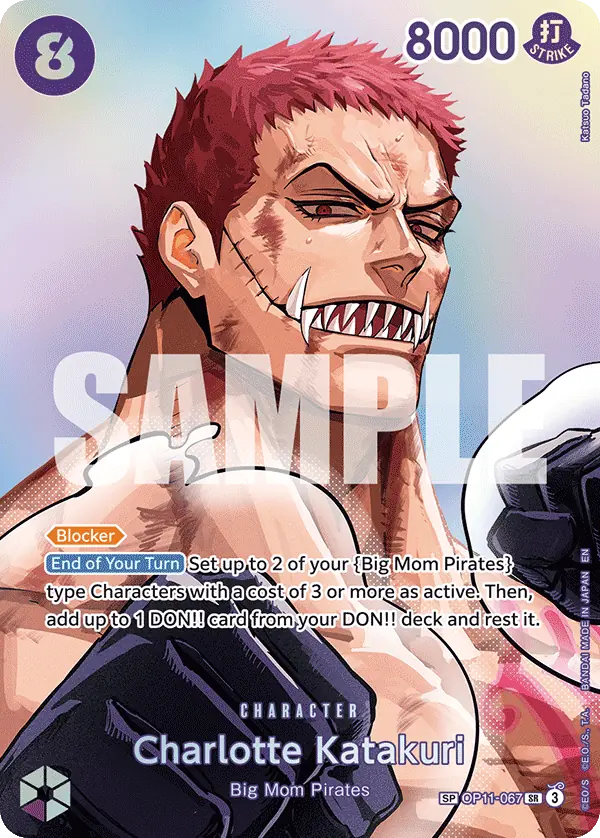 8
8000
打
STRIKE
Katsuo Tadano
SAMPLE
Blocker
End of Your Turn Set up to 2 of your {Big Mom Pirates}
type Characters with a cost of 3 or more as active. Then,
add up to 1 DON!! card from your DON!! deck and rest it.
CHARACTER
Charlotte Katakuri
Big Mom Pirates
SP OP11-067 SR 3
©E.O/S ©E.O./S., T.A. BANDAI MADE IN JAPAN EN